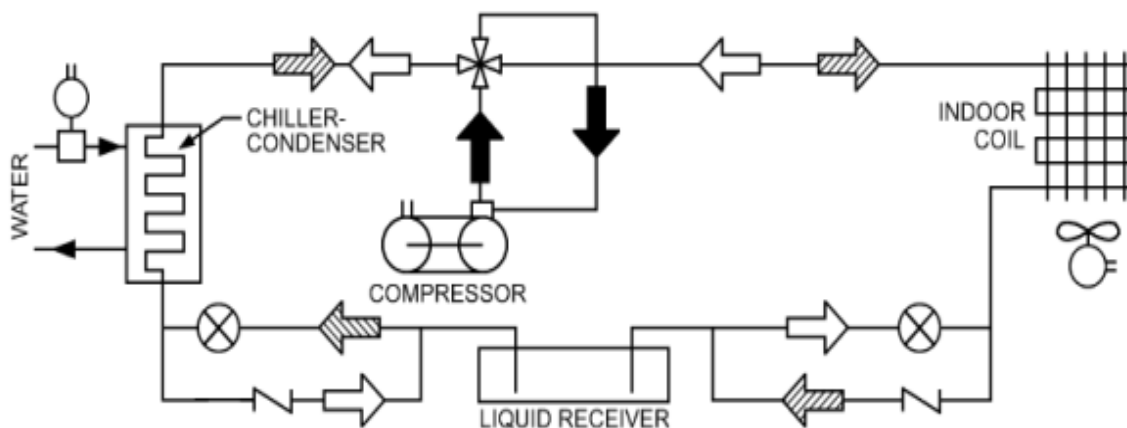 CHILLER-
CONDENSER
INDOOR
COIL
WATER
COMPRESSOR
LIQUID RECEIVER